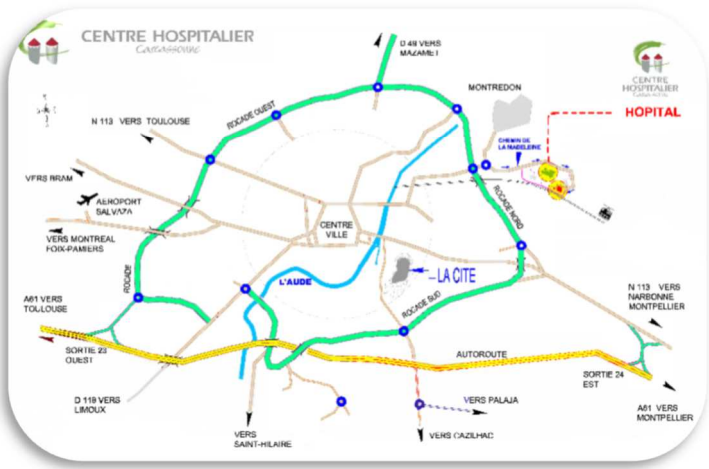 CENTRE HOSPITALIER
Carcassonne
D 49 VERS
MAZAMET
CENTRE
HOSPITALIER
MONTREDON
HOPITAL
ROCADE OUEST
N 113 VERS TOULOUSE
CHEMIN DE
LA MADELEINE
VERS BRAM
AEROPORT
SALVAZA
ROCADE NORD
CENTRE
VILLE
VERS MONTREAL
FOIX-PAMIERS
ROCADE
L'AUDE
LA CITE
A61 VERS
TOULOUSE
N 113 VERS
NARBONNE
MONTPELLIER
ROCADE SUD
SORTIE 23
OUEST
AUTOROUTE
SORTIE 24
EST
D 118 VERS
LIMOUX
VERS PALAJA
A61 VERS
MONTPELLIER
VERS
SAINT-HILAIRE
VERS CAZILHAC